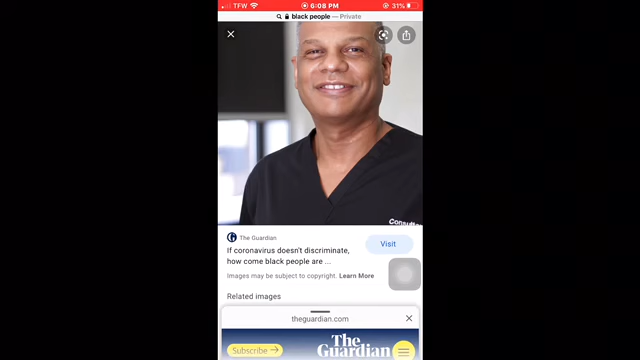 TFW 6:08 PM 31%
black people — Private
Consultan
The Guardian
If coronavirus doesn't discriminate,
how come black people are ...
Visit
Images may be subject to copyright. Learn More
Related images
theguardian.com
Subscribe →
The
Guardian